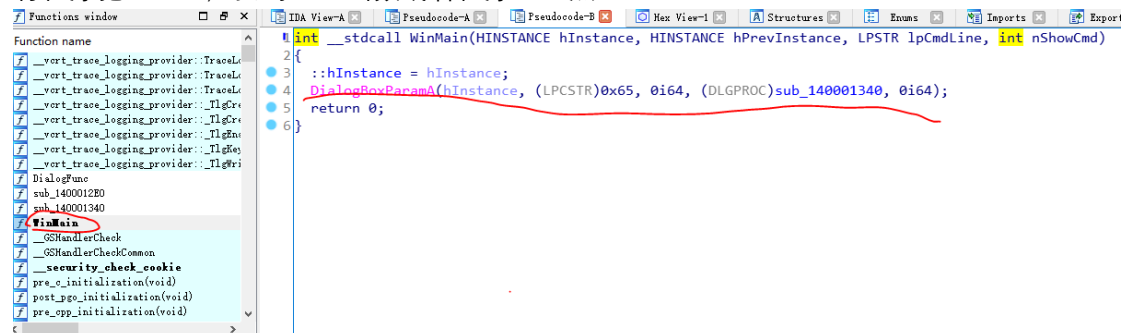 Functions window
IDA View-A
Pseudocode-A
Pseudocode-B
Hex View-1
Structures
Enums
Imports
Export
Function name
f __vcrt_trace_logging_provider::TraceLo
f __vcrt_trace_logging_provider::TraceLo
f __vcrt_trace_logging_provider::TraceLo
f __vcrt_trace_logging_provider::_TlgCre
f __vcrt_trace_logging_provider::_TlgCre
f __vcrt_trace_logging_provider::_TlgEna
f __vcrt_trace_logging_provider::_TlgKey
f __vcrt_trace_logging_provider::_TlgWri
f DialogFunc
f sub_1400012E0
f sub_140001340
f WinMain
f __GSHandlerCheck
f __GSHandlerCheckCommon
f __security_check_cookie
f pre_c_initialization(void)
f post_pgo_initialization(void)
f pre_cpp_initialization(void)
1 int __stdcall WinMain(HINSTANCE hInstance, HINSTANCE hPrevInstance, LPSTR lpCmdLine, int nShowCmd)
2 {
3 ::hInstance = hInstance;
4 DialogBoxParamA(hInstance, (LPCSTR)0x65, 0i64, (DLGPROC)sub_140001340, 0i64);
5 return 0;
6 }